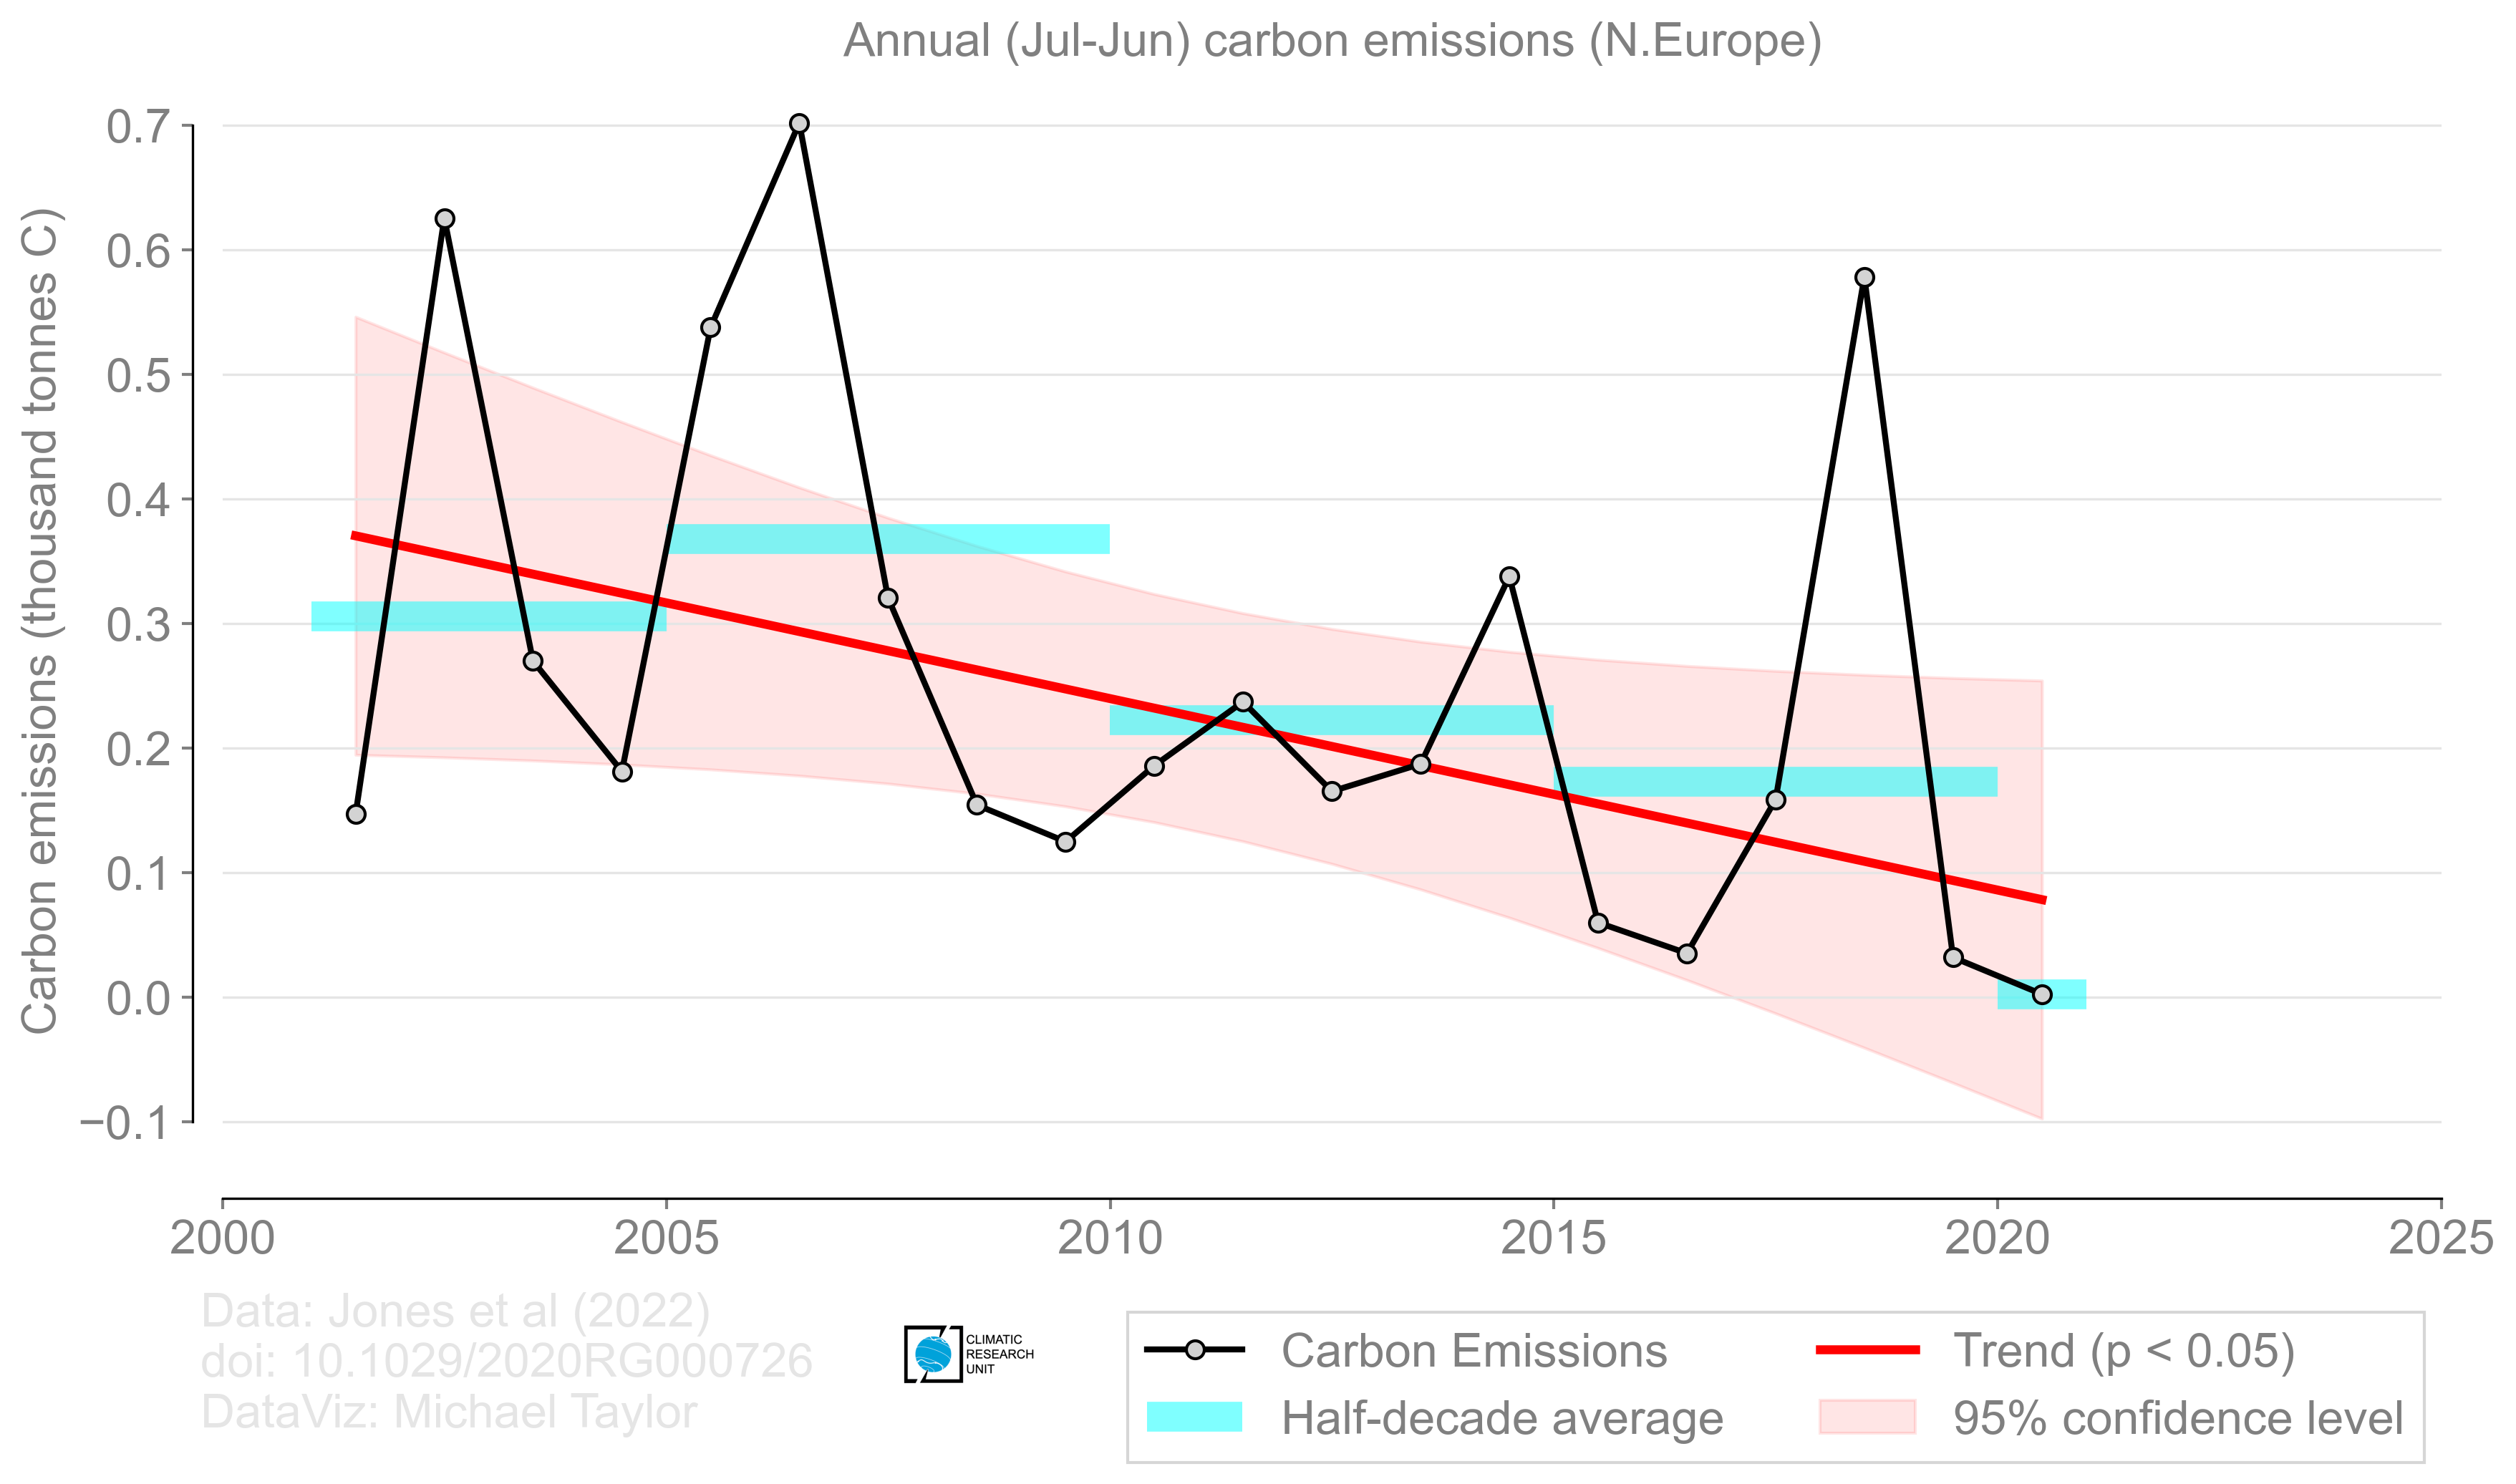 Annual (Jul-Jun) carbon emissions (N.Europe)
Carbon emissions (thousand tonnes C)
0.7
0.6
0.5
0.4
0.3
0.2
0.1
0.0
−0.1
2000 2005 2010 2015 2020 2025
Data: Jones et al (2022)
doi: 10.1029/2020RG000726
DataViz: Michael Taylor
CLIMATIC
RESEARCH
UNIT
Carbon Emissions
Half-decade average
Trend (p < 0.05)
95% confidence level